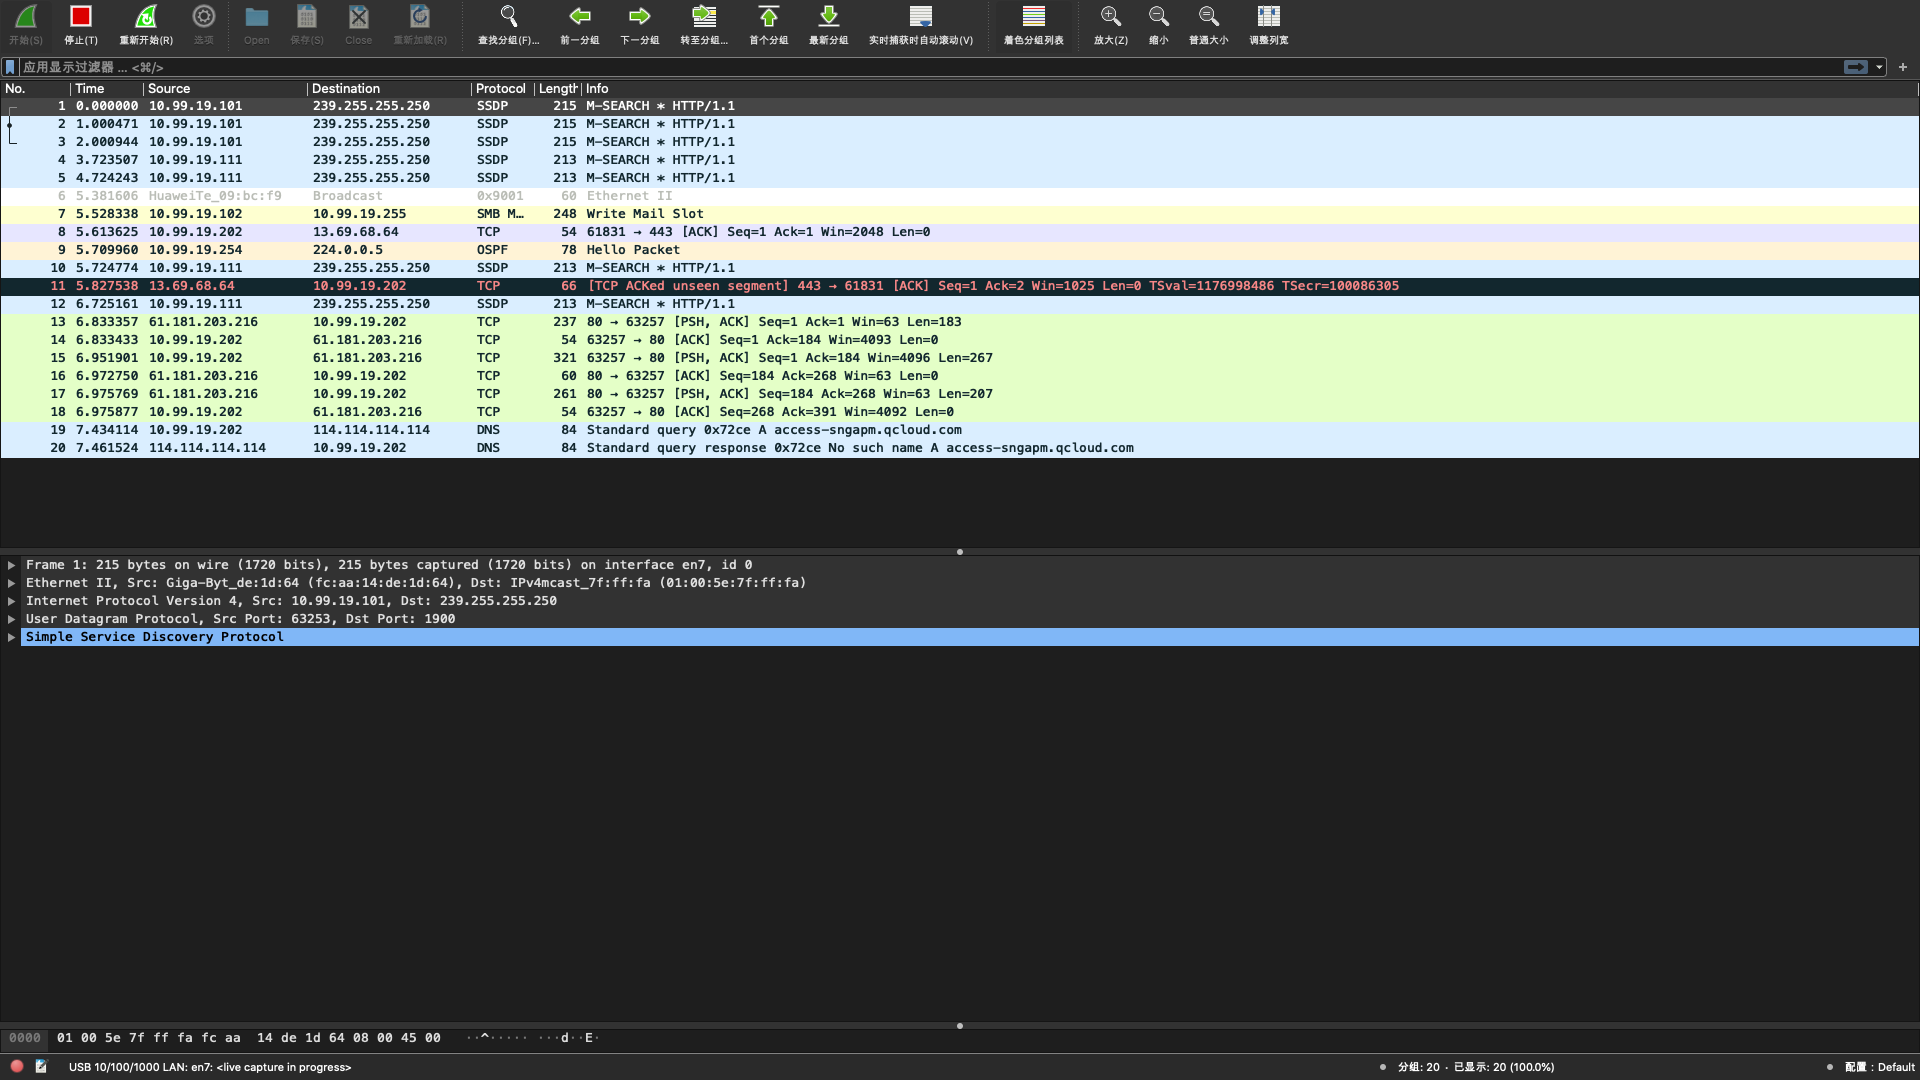 开始(S) 停止(T) 重新开始(R) 选项 Open 保存(S) Close 重新加载(R) 查找分组(F)... 前一分组 下一分组 转至分组... 首个分组 最新分组 实时捕获时自动滚动(V) 着色分组列表 放大(Z) 缩小 普通大小 调整列宽
应用显示过滤器 ... <⌘/> +
No. Time Source Destination Protocol Length Info
1 0.000000 10.99.19.101 239.255.255.250 SSDP 215 M-SEARCH * HTTP/1.1
2 1.000471 10.99.19.101 239.255.255.250 SSDP 215 M-SEARCH * HTTP/1.1
3 2.000944 10.99.19.101 239.255.255.250 SSDP 215 M-SEARCH * HTTP/1.1
4 3.723507 10.99.19.111 239.255.255.250 SSDP 213 M-SEARCH * HTTP/1.1
5 4.724243 10.99.19.111 239.255.255.250 SSDP 213 M-SEARCH * HTTP/1.1
6 5.381606 HuaweiTe_09:bc:f9 Broadcast 0x9001 60 Ethernet II
7 5.528338 10.99.19.102 10.99.19.255 SMB M… 248 Write Mail Slot
8 5.613625 10.99.19.202 13.69.68.64 TCP 54 61831 → 443 [ACK] Seq=1 Ack=1 Win=2048 Len=0
9 5.709960 10.99.19.254 224.0.0.5 OSPF 78 Hello Packet
10 5.724774 10.99.19.111 239.255.255.250 SSDP 213 M-SEARCH * HTTP/1.1
11 5.827538 13.69.68.64 10.99.19.202 TCP 66 [TCP ACKed unseen segment] 443 → 61831 [ACK] Seq=1 Ack=2 Win=1025 Len=0 TSval=1176998486 TSecr=100086305
12 6.725161 10.99.19.111 239.255.255.250 SSDP 213 M-SEARCH * HTTP/1.1
13 6.833357 61.181.203.216 10.99.19.202 TCP 237 80 → 63257 [PSH, ACK] Seq=1 Ack=1 Win=63 Len=183
14 6.833433 10.99.19.202 61.181.203.216 TCP 54 63257 → 80 [ACK] Seq=1 Ack=184 Win=4093 Len=0
15 6.951901 10.99.19.202 61.181.203.216 TCP 321 63257 → 80 [PSH, ACK] Seq=1 Ack=184 Win=4096 Len=267
16 6.972750 61.181.203.216 10.99.19.202 TCP 60 80 → 63257 [ACK] Seq=184 Ack=268 Win=63 Len=0
17 6.975769 61.181.203.216 10.99.19.202 TCP 261 80 → 63257 [PSH, ACK] Seq=184 Ack=268 Win=63 Len=207
18 6.975877 10.99.19.202 61.181.203.216 TCP 54 63257 → 80 [ACK] Seq=268 Ack=391 Win=4092 Len=0
19 7.434114 10.99.19.202 114.114.114.114 DNS 84 Standard query 0x72ce A access-sngapm.qcloud.com
20 7.461524 114.114.114.114 10.99.19.202 DNS 84 Standard query response 0x72ce No such name A access-sngapm.qcloud.com
Frame 1: 215 bytes on wire (1720 bits), 215 bytes captured (1720 bits) on interface en7, id 0
Ethernet II, Src: Giga-Byt_de:1d:64 (fc:aa:14:de:1d:64), Dst: IPv4mcast_7f:ff:fa (01:00:5e:7f:ff:fa)
Internet Protocol Version 4, Src: 10.99.19.101, Dst: 239.255.255.250
User Datagram Protocol, Src Port: 63253, Dst Port: 1900
Simple Service Discovery Protocol
0000 01 00 5e 7f ff fa fc aa 14 de 1d 64 08 00 45 00 ··^····· ···d··E·
USB 10/100/1000 LAN: en7: <live capture in progress> 分组: 20 · 已显示: 20 (100.0%) 配置 : Default